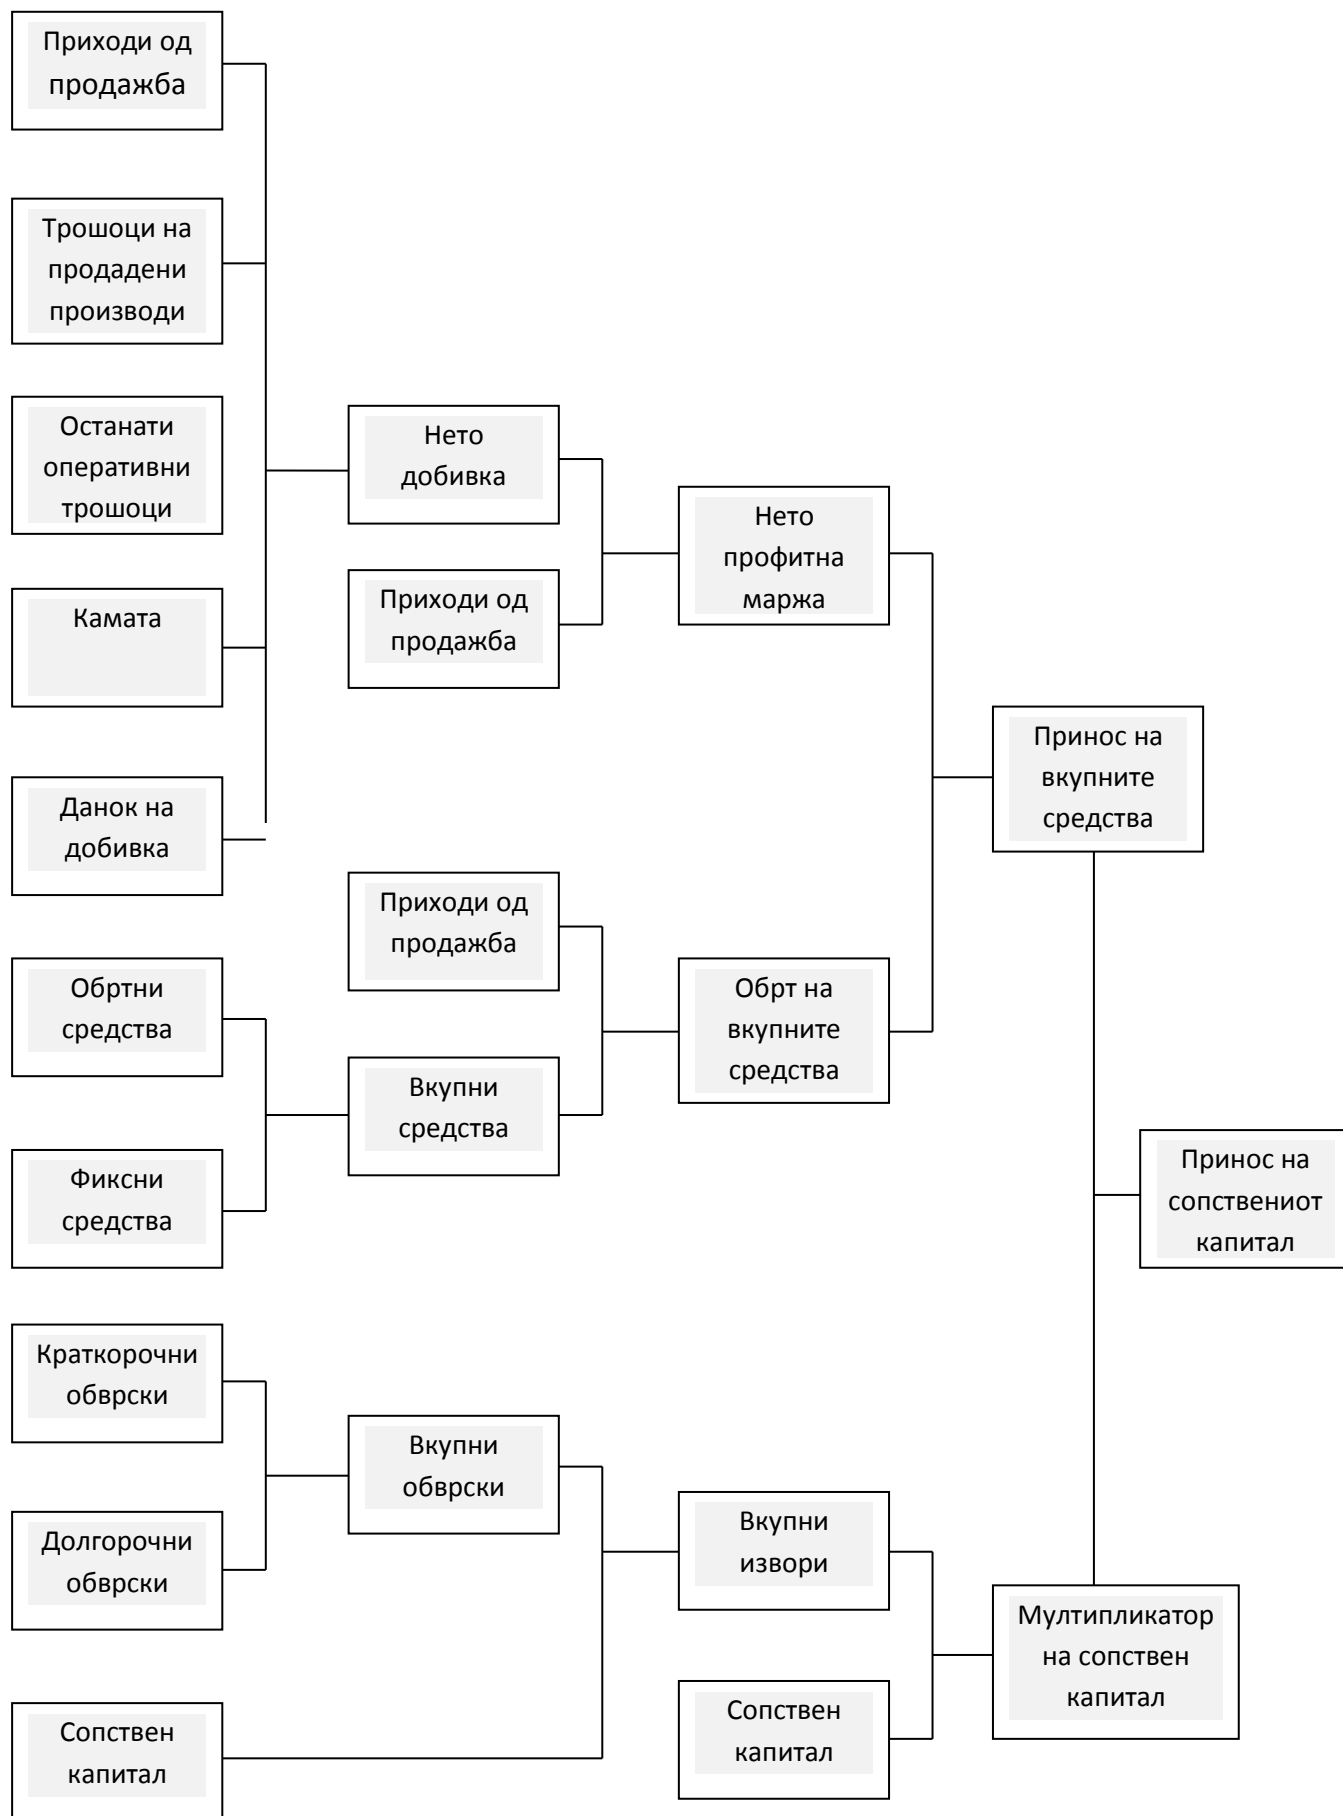 Приходи од
продажба
Трошоци на
продадени
производи
Останати
оперативни
трошоци
Камата
Данок на
добивка
Обртни
средства
Фиксни
средства
Краткорочни
обврски
Долгорочни
обврски
Сопствен
капитал
Нето
добивка
Приходи од
продажба
Приходи од
продажба
Вкупни
средства
Вкупни
обврски
Нето
профитна
маржа
Обрт на
вкупните
средства
Вкупни
извори
Сопствен
капитал
Принос на
вкупните
средства
Мултипликатор
на сопствен
капитал
Принос на
сопствениот
капитал